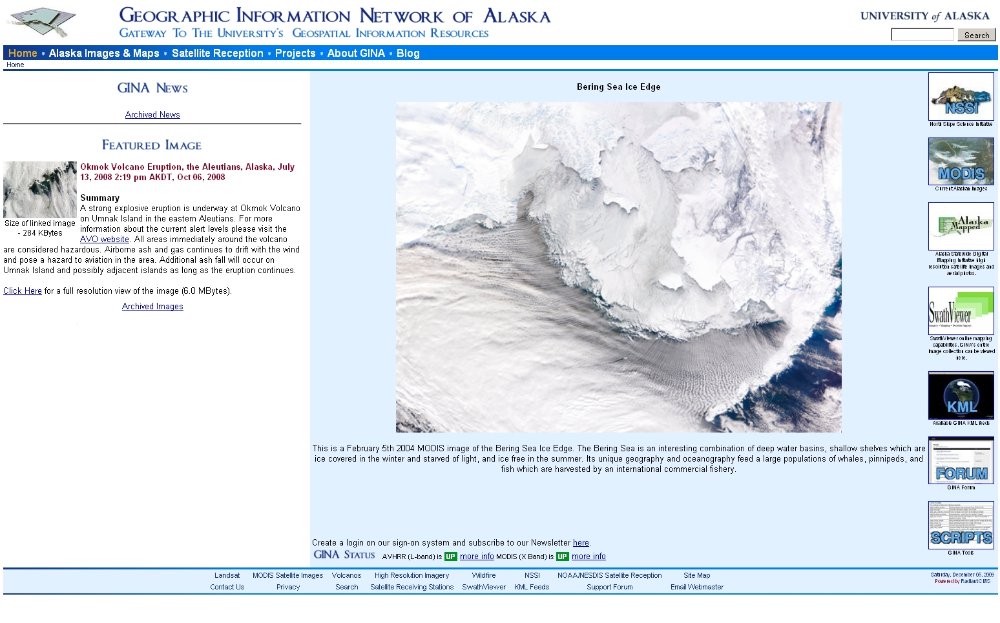 GEOGRAPHIC INFORMATION NETWORK OF ALASKA
GATEWAY TO THE UNIVERSITY'S GEOSPATIAL INFORMATION RESOURCES
UNIVERSITY of ALASKA
Search
Home • Alaska Images & Maps • Satellite Reception • Projects • About GINA • Blog
Home
GINA NEWS
Archived News
FEATURED IMAGE
Okmok Volcano Eruption, the Aleutians, Alaska, July
13, 2008 2:19 pm AKDT, Oct 06, 2008
Summary
A strong explosive eruption is underway at Okmok Volcano
on Umnak Island in the eastern Aleutians. For more
information about the current alert levels please visit the
AVO website. All areas immediately around the volcano
are considered hazardous. Airborne ash and gas continues to drift with the wind
and pose a hazard to aviation in the area. Additional ash fall will occur on
Umnak Island and possibly adjacent islands as long as the eruption continues.
Size of linked image
- 284 KBytes
Click Here for a full resolution view of the image (6.0 MBytes).
Archived Images
Bering Sea Ice Edge
This is a February 5th 2004 MODIS image of the Bering Sea Ice Edge. The Bering Sea is an interesting combination of deep water basins, shallow shelves which are
ice covered in the winter and starved of light, and ice free in the summer. Its unique geography and oceanography feed a large populations of whales, pinnipeds, and
fish which are harvested by an international commercial fishery.
Create a login on our sign-on system and subscribe to our Newsletter here.
GINA STATUS AVHRR (L-band) is UP more info MODIS (X Band) is UP more info
NSSI
North Slope Science Initiative
MODIS
Current Alaskan Images
Alaska
Mapped
Alaska Statewide Digital
Mapping Initiative high
resolution satellite images and
aerial photos.
SwathViewer
Imagery • Mapping • Decision Support
SwathViewer online mapping
capabilities. GINA's entire
image collection can be viewed
here.
KML
Available GINA KML feeds
FORUM
GINA Forum
SCRIPTS
GINA Tools
Landsat MODIS Satellite Images Volcanos High Resolution Imagery Wildfire NSSI NOAA/NESDIS Satellite Reception Site Map
Contact Us Privacy Search Satellite Receiving Stations SwathViewer KML Feeds Support Forum Email Webmaster
Saturday, December 05, 2009
Powered by Radiant CMS